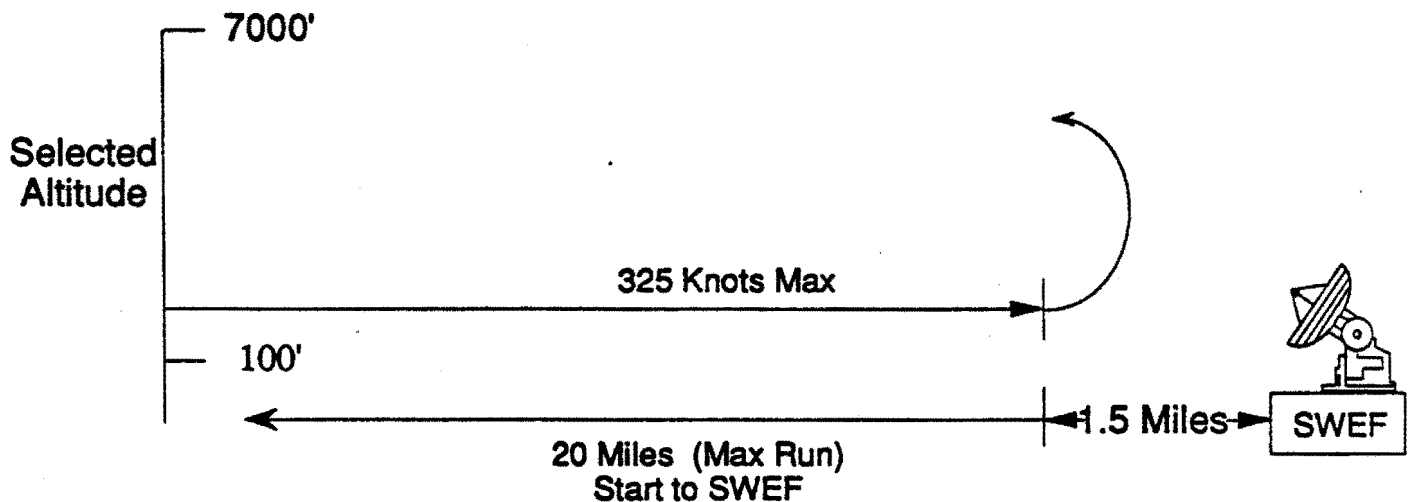 7000'
Selected
Altitude
325 Knots Max
100'
1.5 Miles
SWEF
20 Miles (Max Run)
Start to SWEF